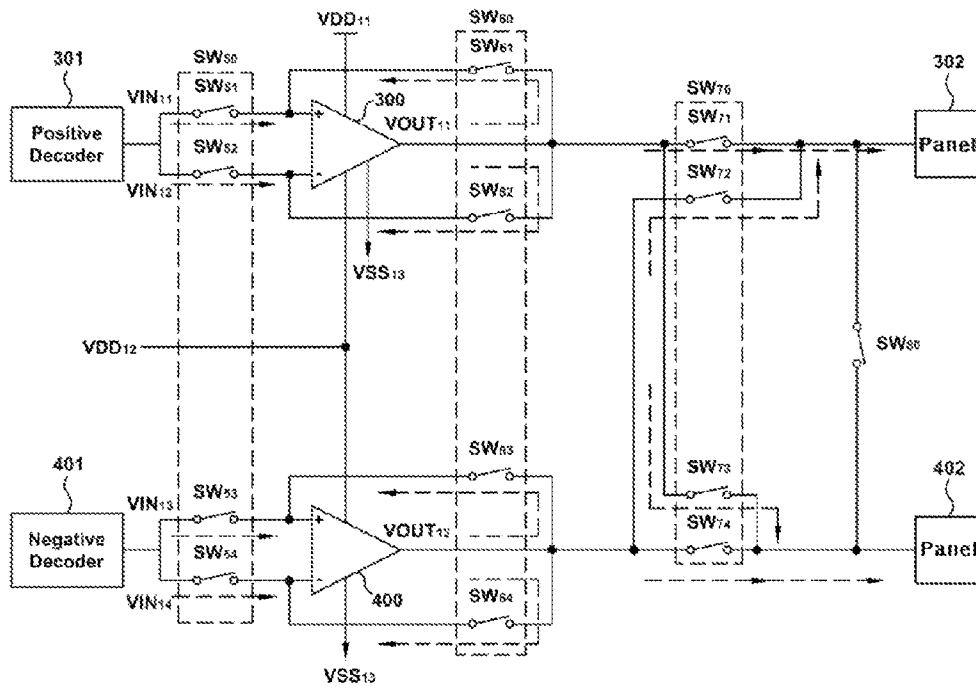 VDD11
SW60
SW61
301
SW50
SW51
VIN11
Positive
Decoder
SW52
VIN12
300
VOUT11
SW62
VSS13
SW70
SW71
SW72
302
Panel
VDD12
SW80
401
VIN13
SW53
Negative
Decoder
SW54
VIN14
SW63
VOUT12
400
SW64
VSS13
SW73
SW74
402
Panel